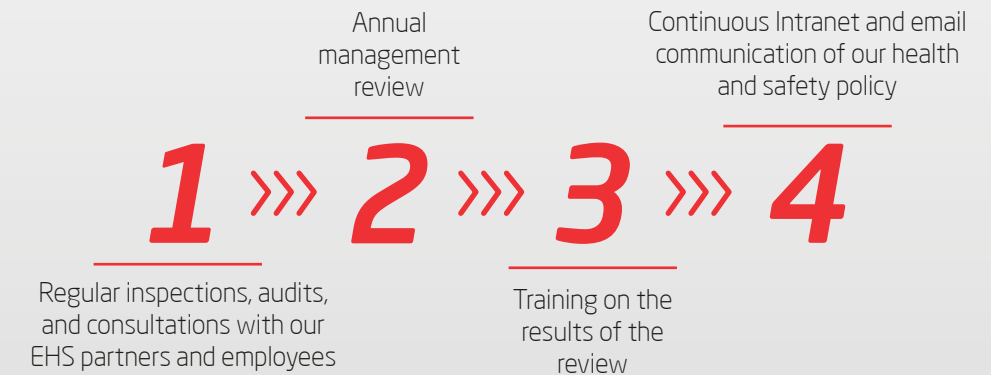 1
Regular inspections, audits,
and consultations with our
EHS partners and employees
2
Annual
management
review
3
Training on the
results of the
review
4
Continuous Intranet and email
communication of our health
and safety policy